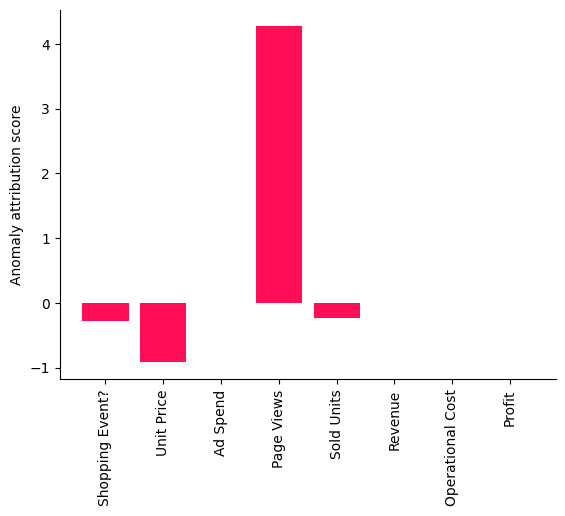 Anomaly attribution score
4
3
2
1
0
−1
Shopping Event?
Unit Price
Ad Spend
Page Views
Sold Units
Revenue
Operational Cost
Profit